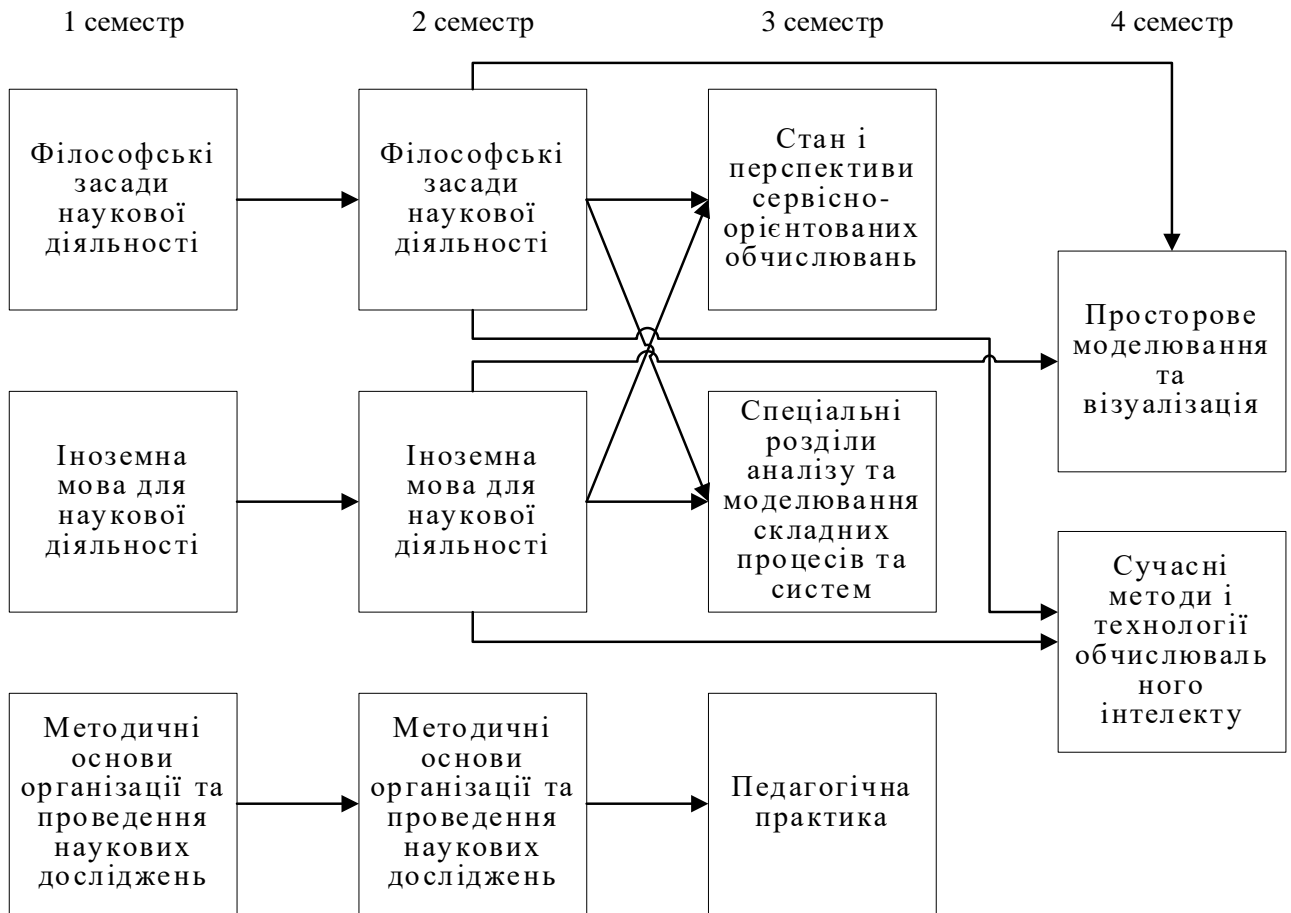 1 семестр
2 семестр
3 семестр
4 семестр
Філософські
засади
наукової
діяльності
Філософські
засади
наукової
діяльності
Стан і
перспективи
сервісно-
орієнтованих
обчислювань
Просторове
моделювання
та
візуалізація
Іноземна
мова для
наукової
діяльності
Іноземна
мова для
наукової
діяльності
Спеціальні
розділи
аналізу та
моделювання
складних
процесів та
систем
Сучасні
методи і
технології
обчислюваль
ного
інтелекту
Методичні
основи
організації та
проведення
наукових
досліджень
Методичні
основи
організації та
проведення
наукових
досліджень
Педагогічна
практика